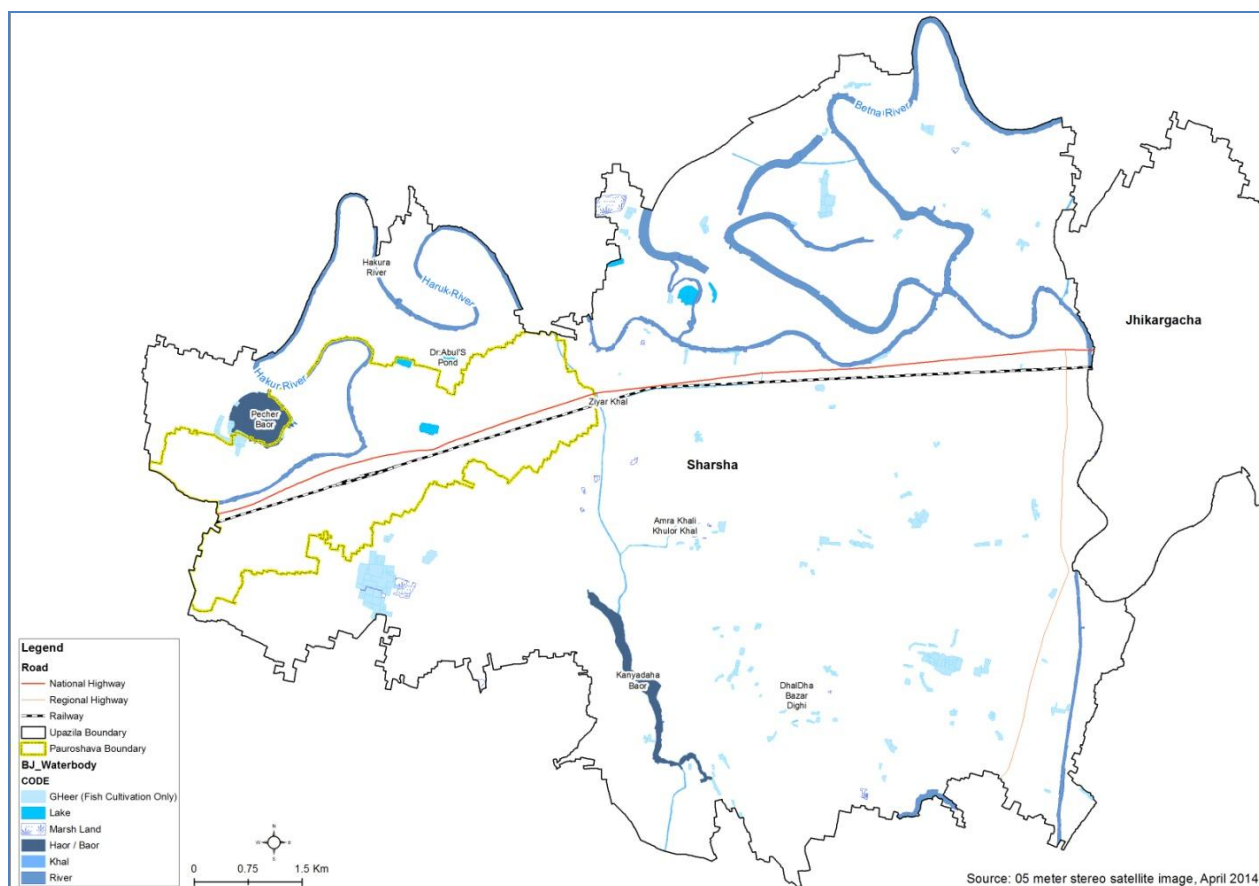 Betna River
Hakura
River
Haruk River
Jhikargacha
Dr.Abul'S
Pond
Hakur River
Ziyar Khal
Pecher
Baor
Sharsha
Amra Khali
Khulor Khal
Kanyadaha
Baor
DhalDha
Bazar
Dighi
Legend
Road
National Highway
Regional Highway
Railway
Upazila Boundary
Pauroshava Boundary
BJ_Waterbody
CODE
GHeer (Fish Cultivation Only)
Lake
Marsh Land
Haor / Baor
Khal
River
N
W
E
S
0 0.75 1.5 Km
Source: 05 meter stereo satellite image, April 2014